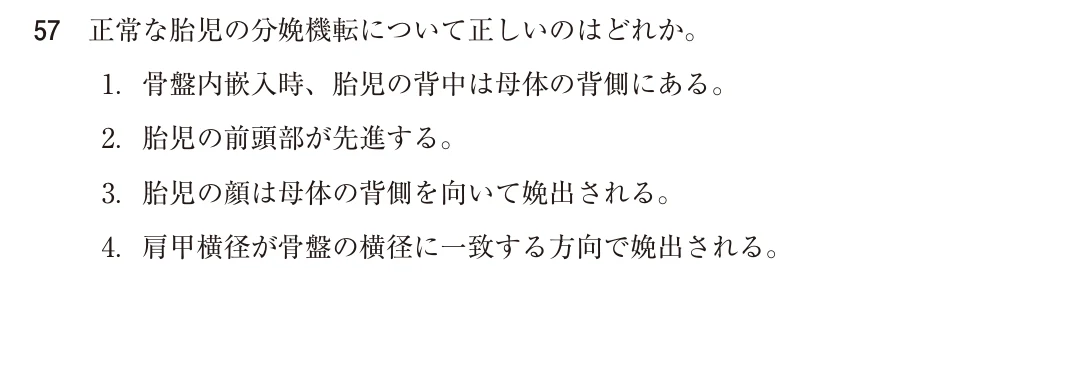 57 正常な胎児の分娩機転について正しいのはどれか。
1. 骨盤内嵌入時、胎児の背中は母体の背側にある。
2. 胎児の前頭部が先進する。
3. 胎児の顔は母体の背側を向いて娩出される。
4. 肩甲横径が骨盤の横径に一致する方向で娩出される。